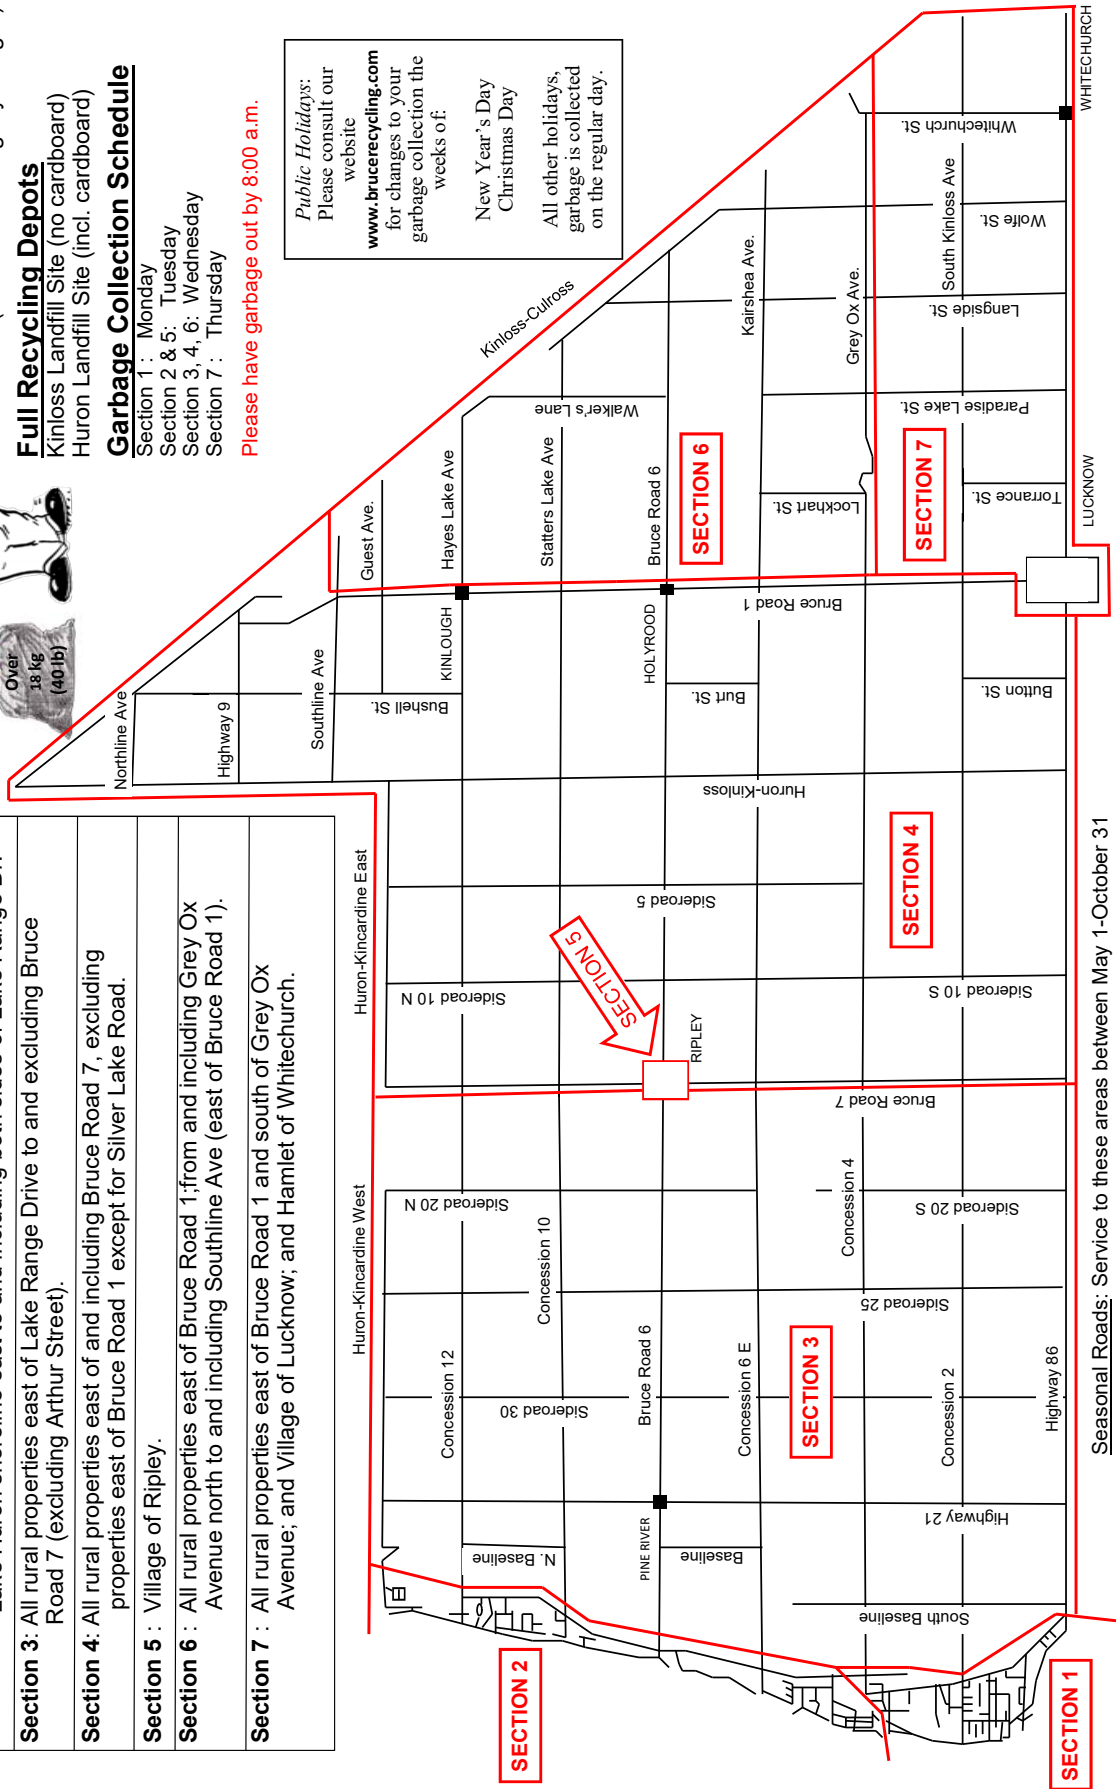 Over
18 kg
(40 lb)
Full Recycling Depots
Kinloss Landfill Site (no cardboard)
Huron Landfill Site (incl. cardboard)
Garbage Collection Schedule
Section 1 : Monday
Section 2 & 5: Tuesday
Section 3, 4, 6: Wednesday
Section 7 : Thursday
Please have garbage out by 8:00 a.m.
Public Holidays:
Please consult our
website
www.brucerecycling.com
for changes to your
garbage collection the
weeks of:
New Year's Day
Christmas Day
All other holidays,
garbage is collected
on the regular day.
Section 3: All rural properties east of Lake Range Drive to and excluding Bruce
Road 7 (excluding Arthur Street).
Section 4: All rural properties east of and including Bruce Road 7, excluding
properties east of Bruce Road 1 except for Silver Lake Road.
Section 5 : Village of Ripley.
Section 6 : All rural properties east of Bruce Road 1;from and including Grey Ox
Avenue north to and including Southline Ave (east of Bruce Road 1).
Section 7 : All rural properties east of Bruce Road 1 and south of Grey Ox
Avenue; and Village of Lucknow; and Hamlet of Whitechurch.
Huron-Kincardine West
Huron-Kincardine East
Northline Ave
Highway 9
Southline Ave
Guest Ave.
Bushell St.
KINLOUGH
Hayes Lake Ave
Statters Lake Ave
Walker's Lane
Kinloss-Culross
HOLYROOD
Bruce Road 6
SECTION 6
Burt St.
Bruce Road 1
Lockhart St.
Kairshea Ave.
Grey Ox Ave.
SECTION 7
Paradise Lake St.
Langside St.
South Kinloss Ave
Wolfe St.
Whitechurch St.
WHITECHURCH
Torrance St.
LUCKNOW
Button St.
Huron-Kinloss
Sideroad 5
SECTION 4
SECTION 5
RIPLEY
Sideroad 10 N
Sideroad 10 S
Bruce Road 7
Sideroad 20 N
Sideroad 20 S
Concession 12
Concession 10
Bruce Road 6
Concession 6 E
Concession 4
Concession 2
Highway 86
Sideroad 25
Sideroad 30
SECTION 3
Highway 21
PINE RIVER
N. Baseline
Baseline
South Baseline
SECTION 2
SECTION 1
Seasonal Roads: Service to these areas between May 1-October 31